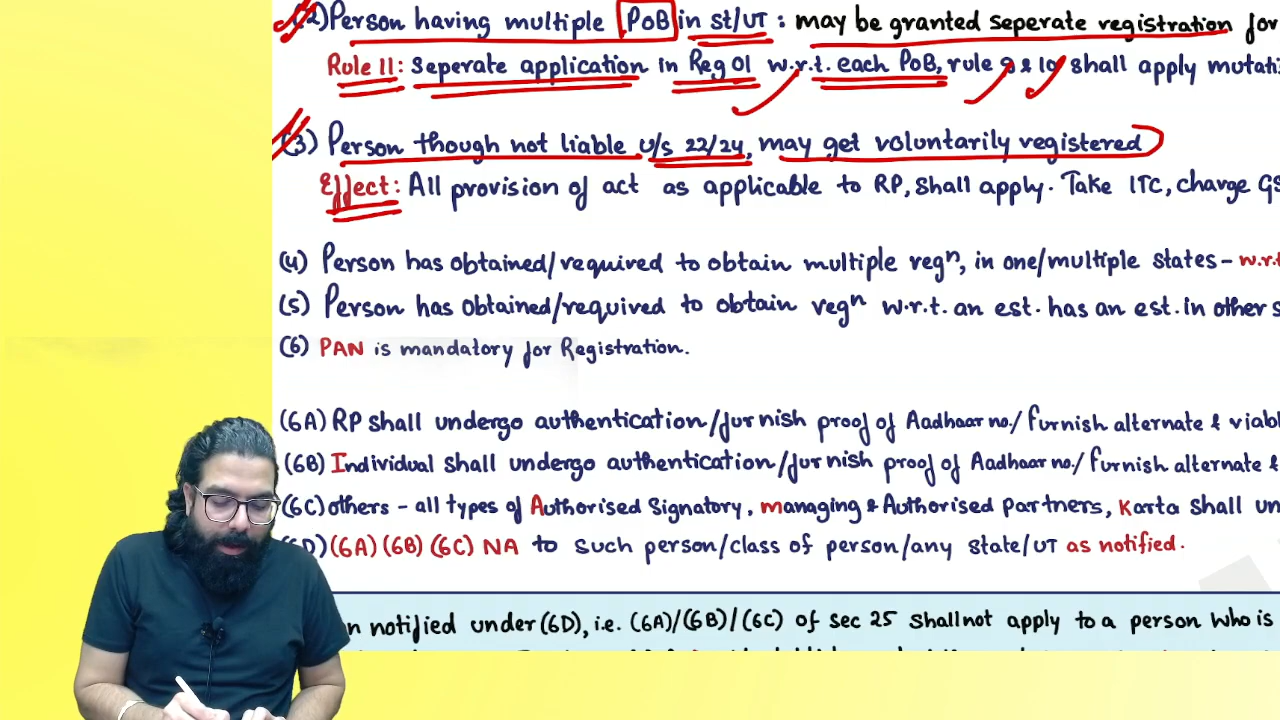 (2) Person having multiple PoB in st/UT : may be granted seperate registration for
Rule 11: seperate application in Reg 01 w.r.t. each PoB, rule 9 & 10 shall apply
(3) Person though not liable u/s 22/24, may get voluntarily registered
Effect: All provision of act as applicable to RP, shall apply. Take ITC, charge
(4) Person has obtained/required to obtain multiple regⁿ, in one/multiple states -
(5) Person has obtained/required to obtain regⁿ w.r.t. an est. has an est. in other
(6) PAN is mandatory for Registration.
(6A) RP shall undergo authentication/furnish proof of Aadhaar no./ furnish alternate &
(6B) Individual shall undergo authentication/furnish proof of Aadhaar no./ furnish alternate &
(6C) others - all types of Authorised Signatory, managing & Authorised partners, Karta shall
(6D) (6A) (6B) (6C) NA to such person/class of person/any state/UT as notified.
notified under (6D), i.e. (6A)/(6B)/(6C) of sec 25 shall not apply to a person who is